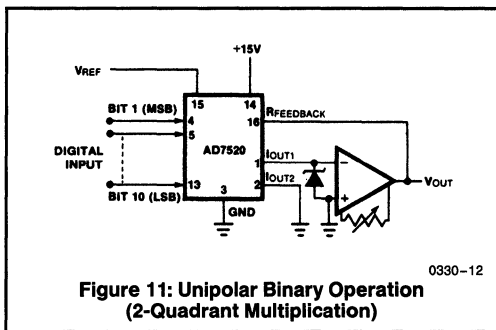 +15V
VREF
15
14
BIT 1 (MSB)
4
16
RFEEDBACK
5
DIGITAL
INPUT
AD7520
1
IOUT1
−
IOUT2
2
+
VOUT
BIT 10 (LSB)
13
3
GND
0330–12
Figure 11: Unipolar Binary Operation
(2-Quadrant Multiplication)